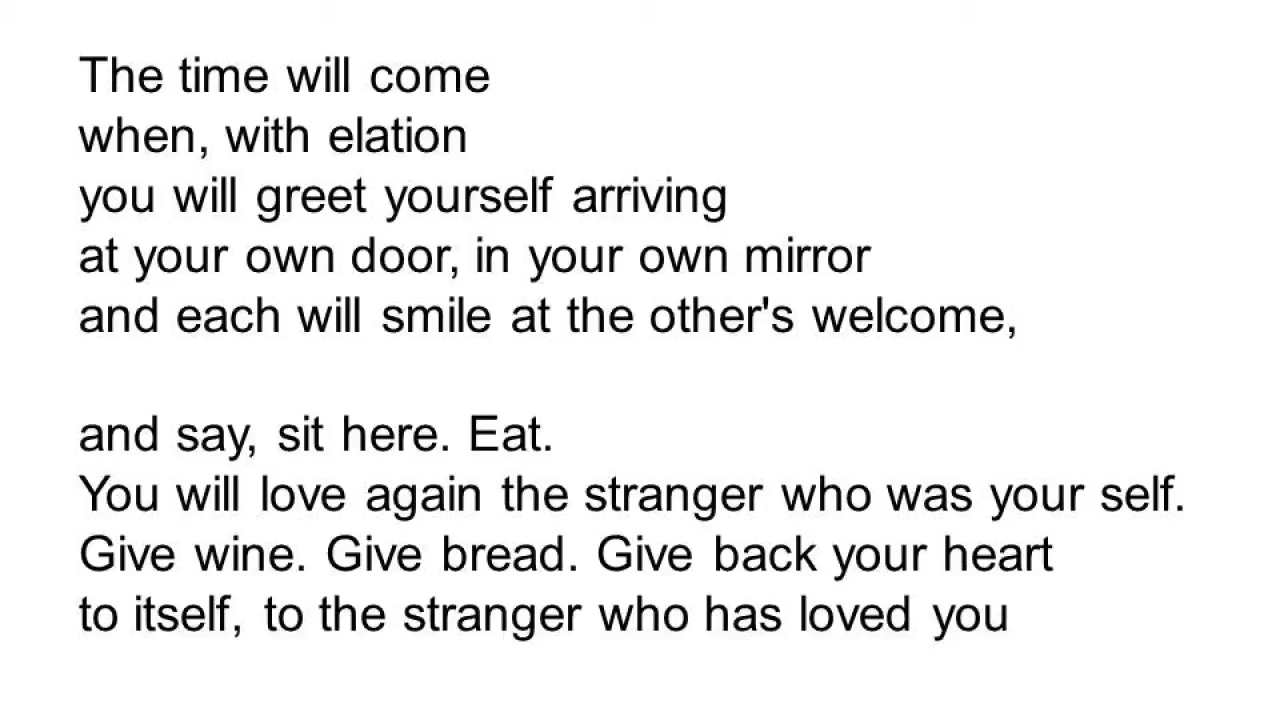 The time will come
when, with elation
you will greet yourself arriving
at your own door, in your own mirror
and each will smile at the other's welcome,

and say, sit here. Eat.
You will love again the stranger who was your self.
Give wine. Give bread. Give back your heart
to itself, to the stranger who has loved you